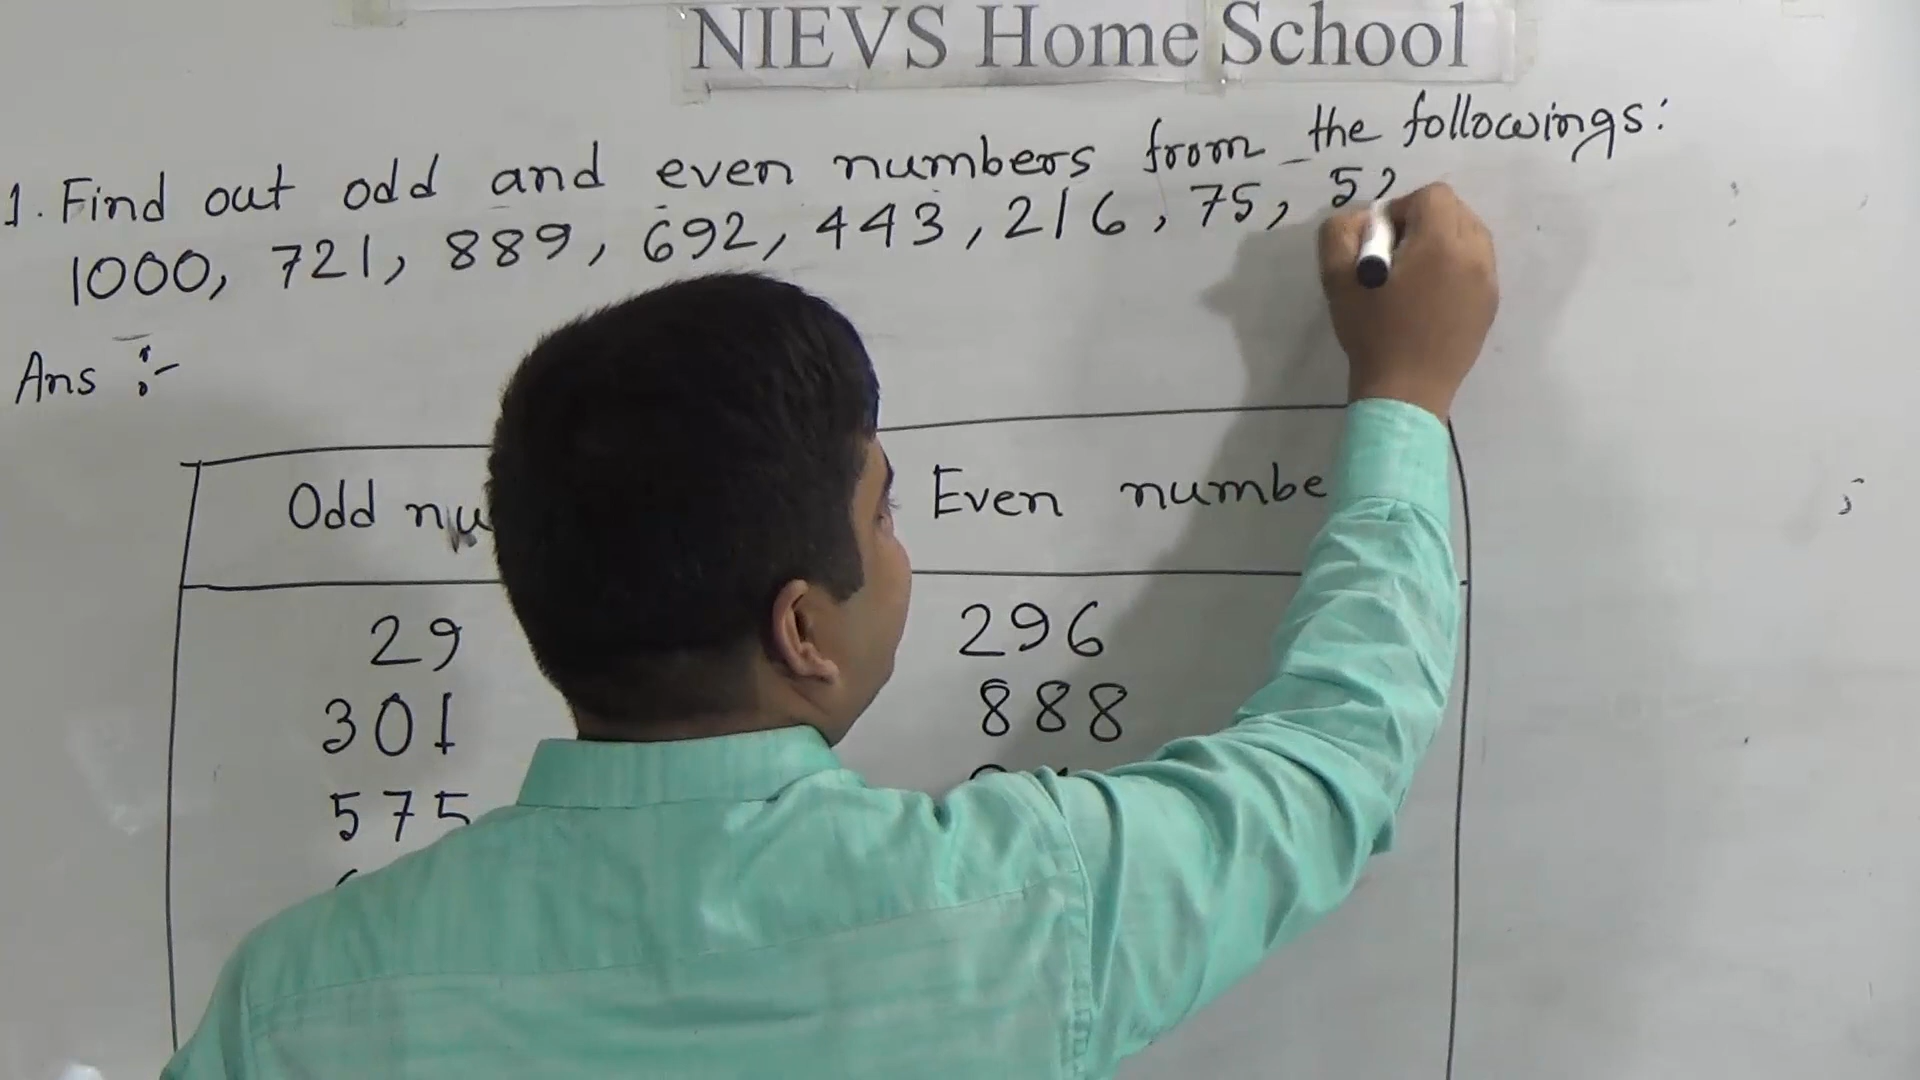 NIEVS Home School
1. Find out odd and even numbers from the followings:
1000, 721, 889, 692, 443, 216, 75, 52
Ans :-
Odd nu Even numbe
29 296
301 888
575